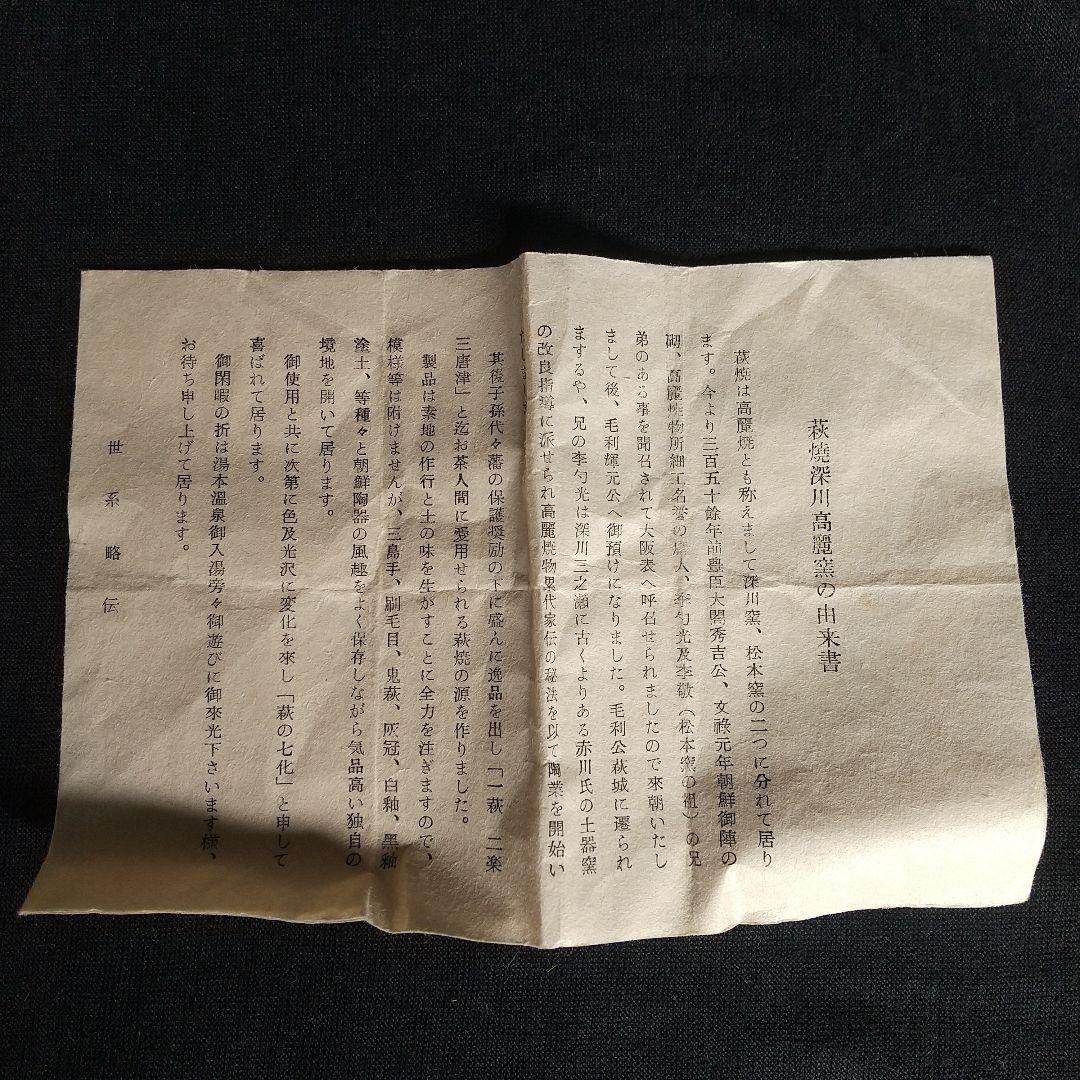 萩焼深川高麗窯の由来書
萩焼は高麗焼とも称えまして深川窯、松本窯の二つに分れて居り
ます。今より三百五十餘年前豊臣太閤秀吉公、文祿元年朝鮮御陣の
砌、高麗焼物所細工名誉の唐人、李勺光及李敬（松本窯の祖）の兄
弟のある事を聞召されて大阪表へ呼召せられましたので來朝いたし
まして後、毛利輝元公へ御預けになりました。毛利公萩城に遷られ
まするや、兄の李勺光は深川三之瀬に古くよりある赤川氏の土器窯
の改良指導に派せられ高麗焼物累代家伝の秘法を以て陶業を開始い
たしました
其後子孫代々藩の保護奨励の下に盛んに逸品を出し「一萩 二楽
三唐津」と迄お茶人間に愛用せられる萩焼の源を作りました。
製品は素地の作行と土の味を生かすことに全力を注ぎますので、
模様等は附けませんが、三島手、刷毛目、鬼萩、灰冠、白釉、黒釉
塗土、等種々と朝鮮陶器の風趣をよく保存しながら気品高い独自の
境地を開いて居ります。
御使用と共に次第に色及光沢に変化を來し「萩の七化」と申して
喜ばれて居ります。
御閑暇の折は湯本溫泉御入湯旁々御遊びに御來光下さいます様、
お待ち申し上げて居ります。
世系略伝